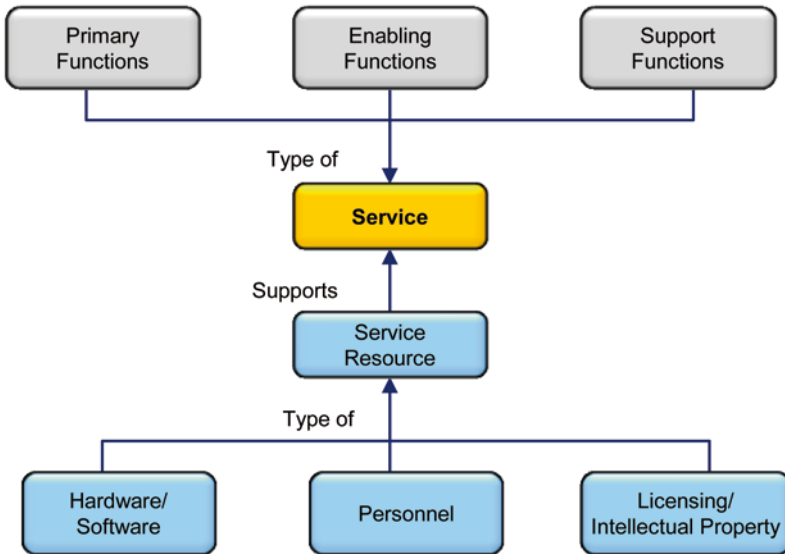 Primary
Functions
Enabling
Functions
Support
Functions
Type of
Service
Supports
Service
Resource
Type of
Hardware/
Software
Personnel
Licensing/
Intellectual Property